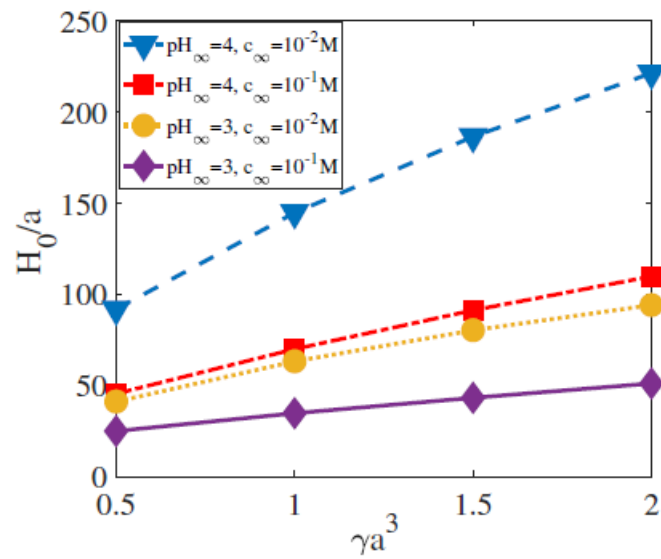 250
200
150
100
50
0
H₀/a
pH∞=4, c∞=10⁻²M
pH∞=4, c∞=10⁻¹M
pH∞=3, c∞=10⁻²M
pH∞=3, c∞=10⁻¹M
0.5 1 1.5 2
γa³